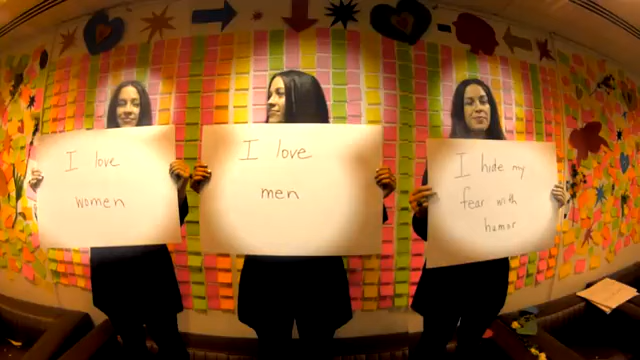 I love
women
I love
men
I hide my
fear with
humor